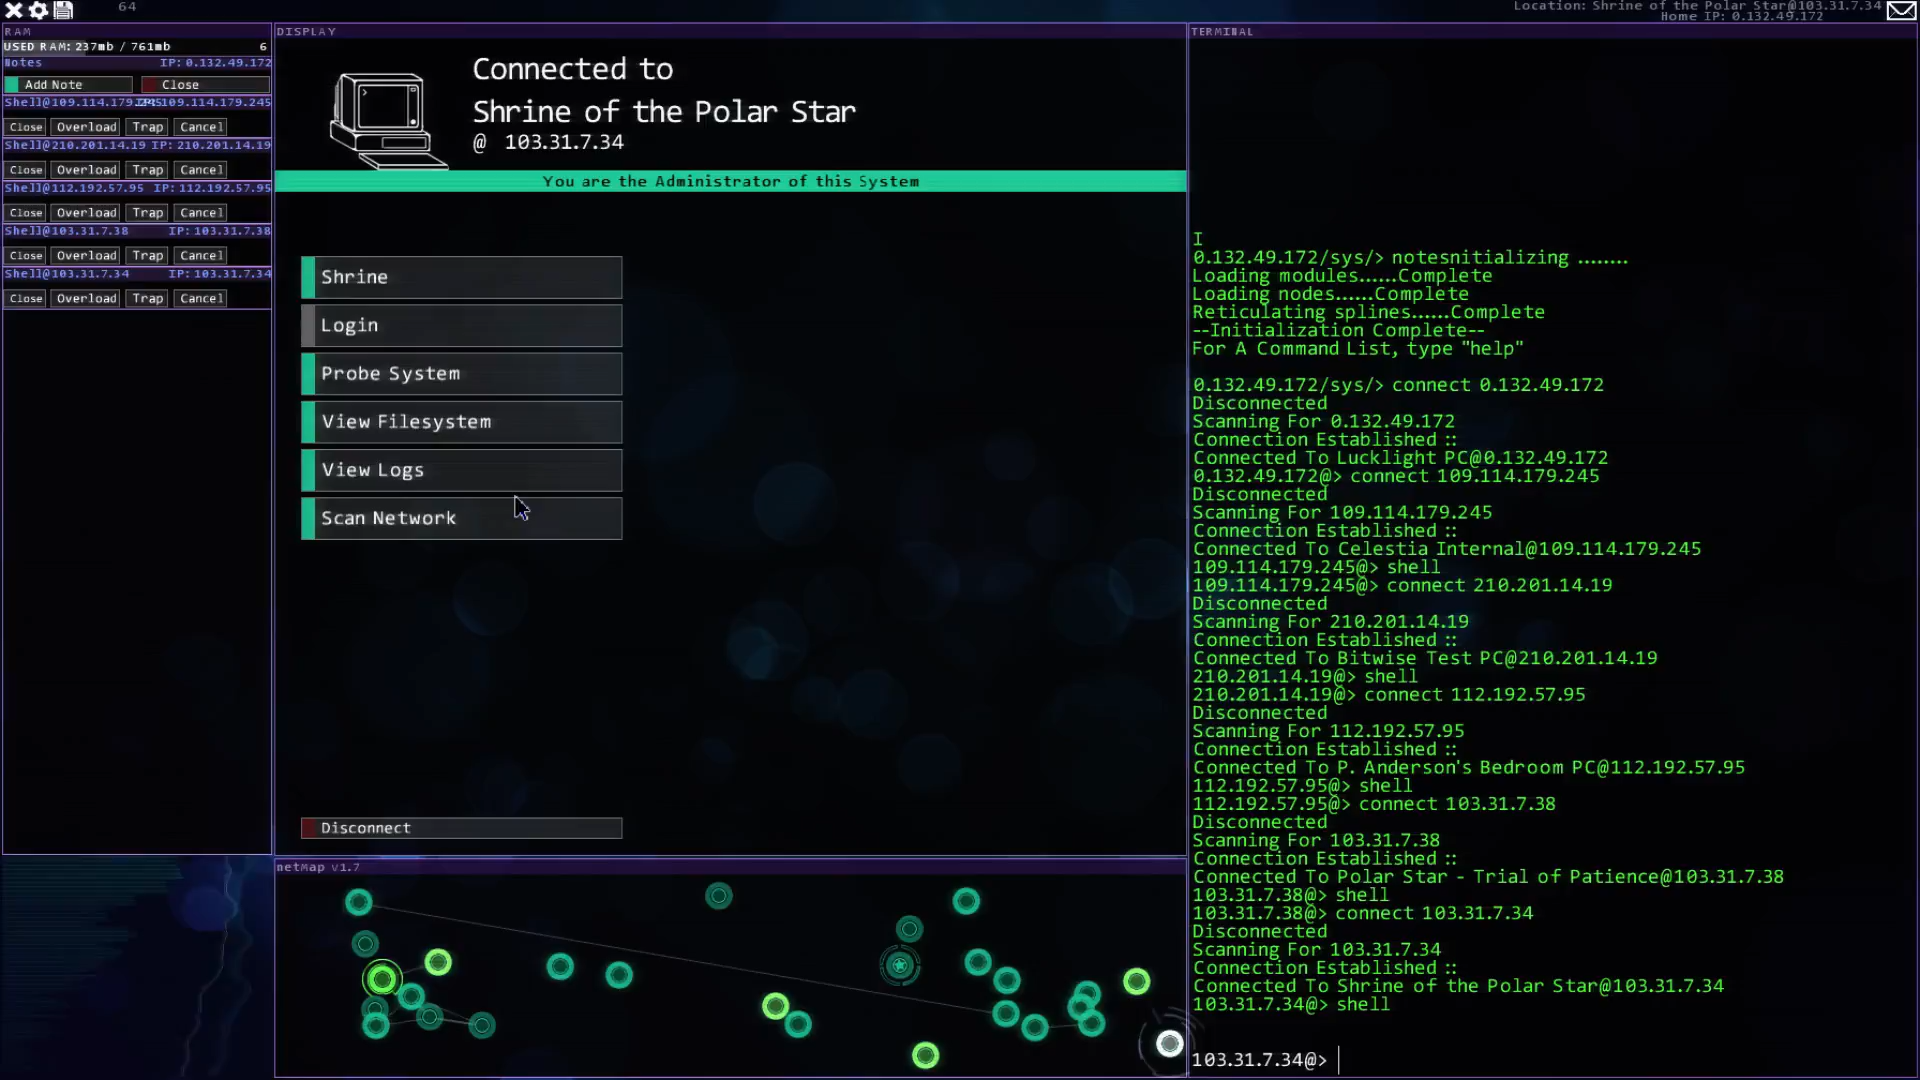 64
Location: Shrine of the Polar Star@103.31.7.34
Home IP: 0.132.49.172
RAM
USED RAM: 237mb / 761mb 6
Notes IP: 0.132.49.172
Add Note Close
Shell@109.114.179.245 IP: 109.114.179.245
Close Overload Trap Cancel
Shell@210.201.14.19 IP: 210.201.14.19
Close Overload Trap Cancel
Shell@112.192.57.95 IP: 112.192.57.95
Close Overload Trap Cancel
Shell@103.31.7.38 IP: 103.31.7.38
Close Overload Trap Cancel
Shell@103.31.7.34 IP: 103.31.7.34
Close Overload Trap Cancel
DISPLAY
Connected to
Shrine of the Polar Star
@ 103.31.7.34
You are the Administrator of this System
Shrine
Login
Probe System
View Filesystem
View Logs
Scan Network
Disconnect
netMap v1.7
TERMINAL
I
0.132.49.172/sys/> notesnitializing ........
Loading modules......Complete
Loading nodes......Complete
Reticulating splines......Complete
--Initialization Complete--
For A Command List, type "help"
0.132.49.172/sys/> connect 0.132.49.172
Disconnected
Scanning For 0.132.49.172
Connection Established ::
Connected To Lucklight PC@0.132.49.172
0.132.49.172@> connect 109.114.179.245
Disconnected
Scanning For 109.114.179.245
Connection Established ::
Connected To Celestia Internal@109.114.179.245
109.114.179.245@> shell
109.114.179.245@> connect 210.201.14.19
Disconnected
Scanning For 210.201.14.19
Connection Established ::
Connected To Bitwise Test PC@210.201.14.19
210.201.14.19@> shell
210.201.14.19@> connect 112.192.57.95
Disconnected
Scanning For 112.192.57.95
Connection Established ::
Connected To P. Anderson's Bedroom PC@112.192.57.95
112.192.57.95@> shell
112.192.57.95@> connect 103.31.7.38
Disconnected
Scanning For 103.31.7.38
Connection Established ::
Connected To Polar Star - Trial of Patience@103.31.7.38
103.31.7.38@> shell
103.31.7.38@> connect 103.31.7.34
Disconnected
Scanning For 103.31.7.34
Connection Established ::
Connected To Shrine of the Polar Star@103.31.7.34
103.31.7.34@> shell
103.31.7.34@>